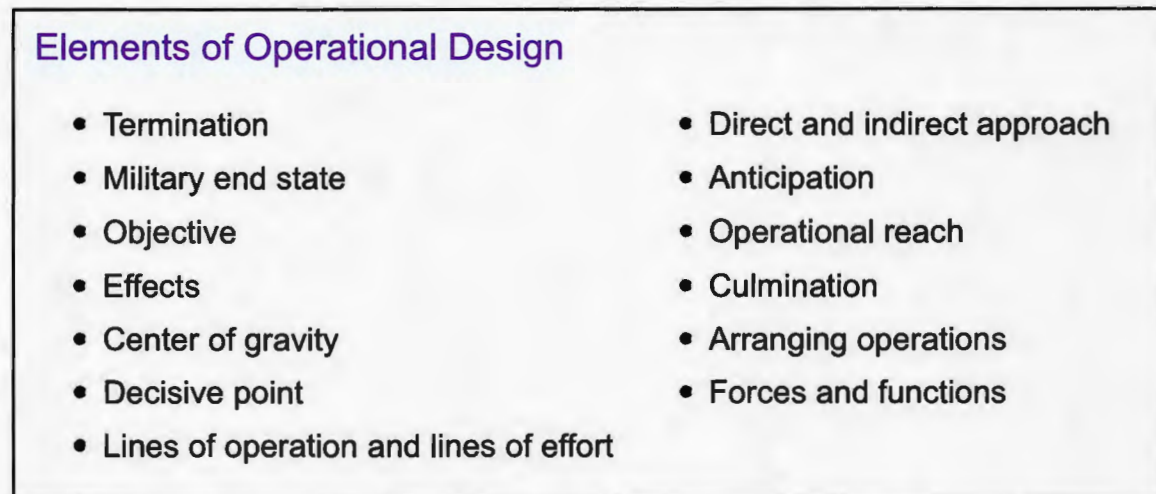 Elements of Operational Design
• Termination
• Military end state
• Objective
• Effects
• Center of gravity
• Decisive point
• Lines of operation and lines of effort
• Direct and indirect approach
• Anticipation
• Operational reach
• Culmination
• Arranging operations
• Forces and functions